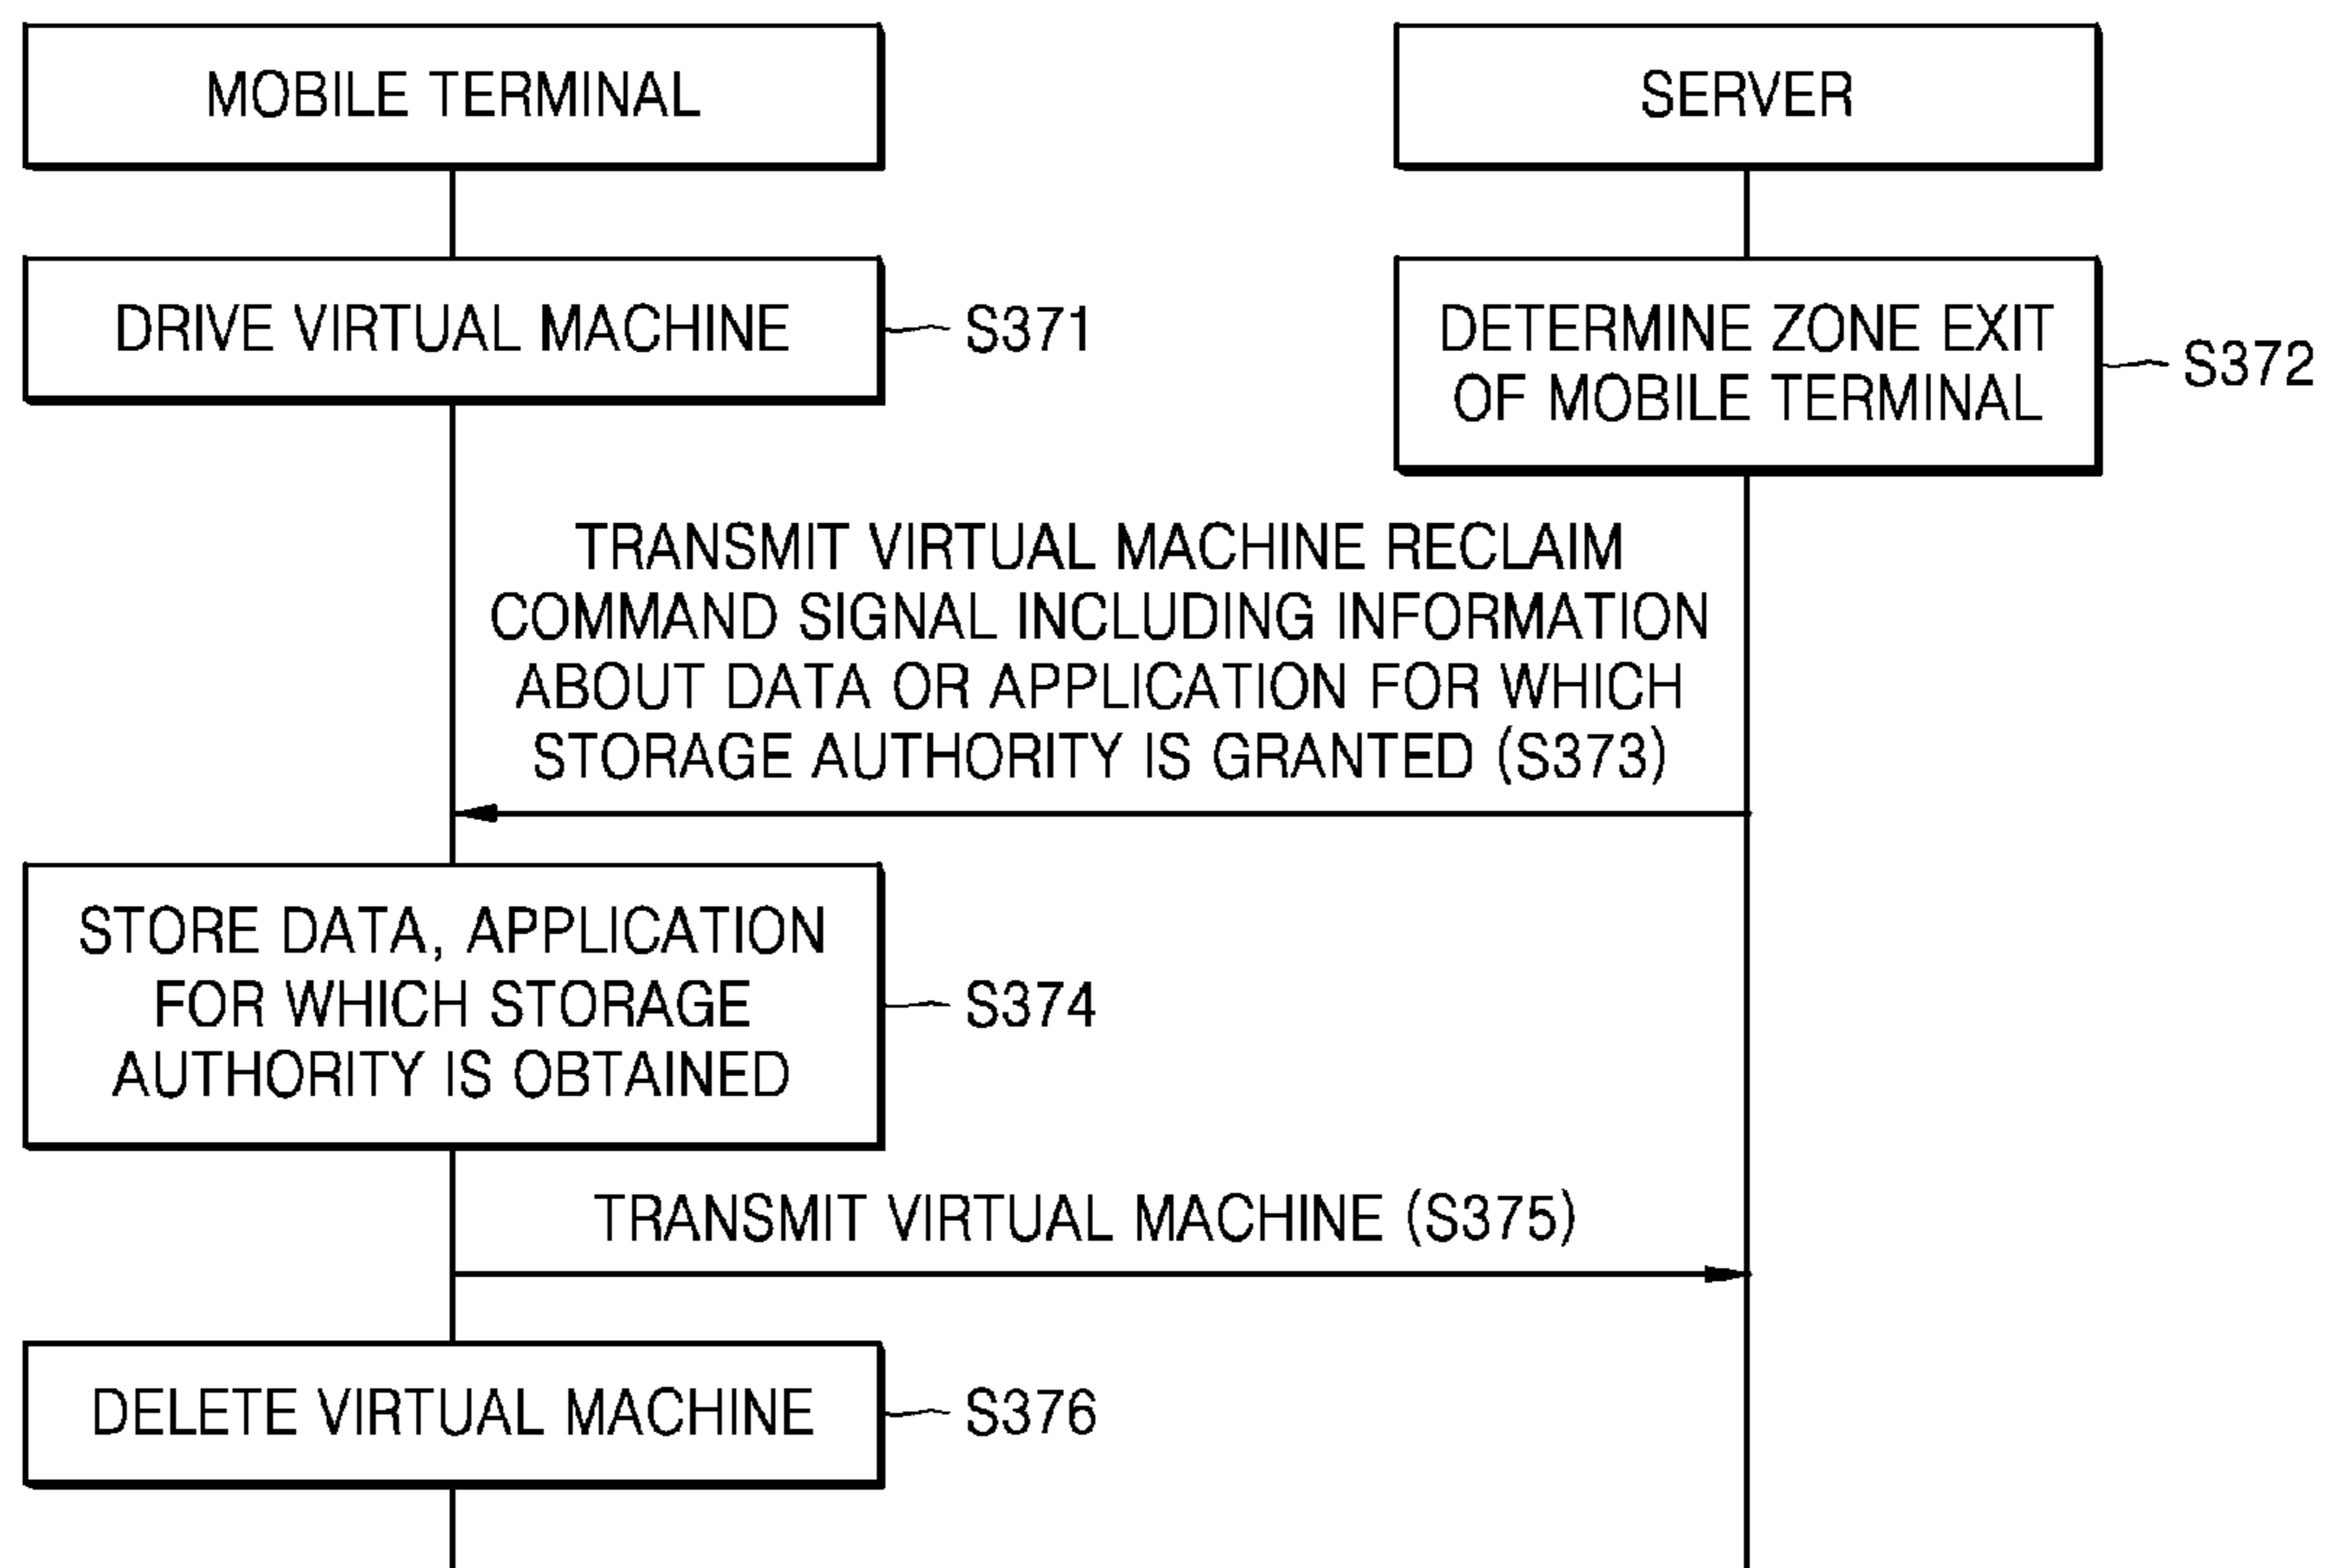 MOBILE TERMINAL
SERVER
DRIVE VIRTUAL MACHINE
S371
DETERMINE ZONE EXIT
OF MOBILE TERMINAL
S372
TRANSMIT VIRTUAL MACHINE RECLAIM
COMMAND SIGNAL INCLUDING INFORMATION
ABOUT DATA OR APPLICATION FOR WHICH
STORAGE AUTHORITY IS GRANTED (S373)
STORE DATA, APPLICATION
FOR WHICH STORAGE
AUTHORITY IS OBTAINED
S374
TRANSMIT VIRTUAL MACHINE (S375)
DELETE VIRTUAL MACHINE
S376